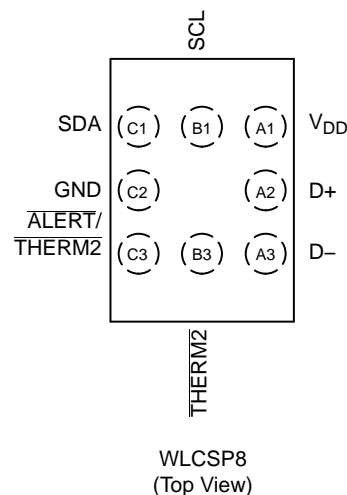 SCL
SDA C1 B1 A1 VDD
GND C2 A2 D+
ALERT/
THERM2 C3 B3 A3 D–
THERM2
WLCSP8
(Top View)